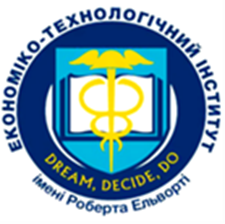 ЕКОНОМІКО-ТЕХНОЛОГІЧНИЙ ІНСТИТУТ
DREAM, DECIDE, DO
імені Роберта Ельворті